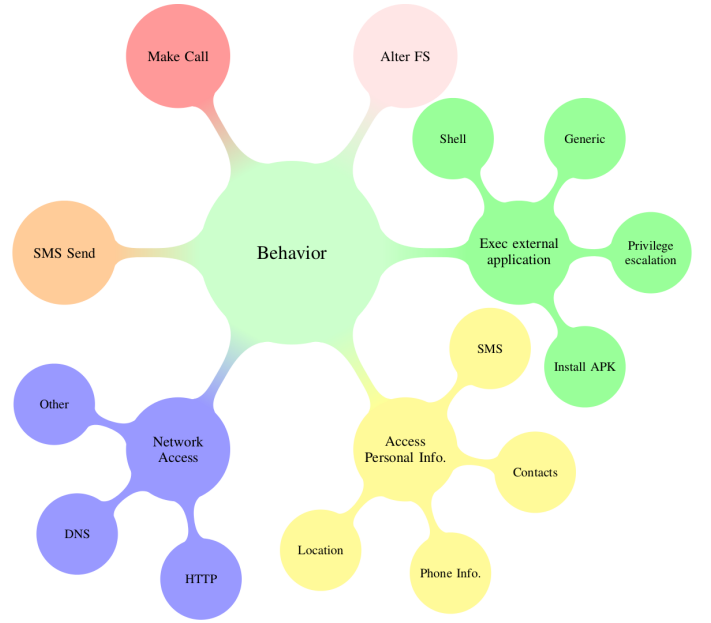 Make Call
Alter FS
Shell
Generic
SMS Send
Behavior
Exec external
application
Privilege
escalation
SMS
Install APK
Other
Network
Access
Access
Personal Info.
Contacts
DNS
Location
HTTP
Phone Info.